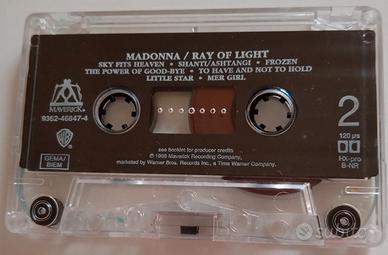 MADONNA / RAY OF LIGHT
SKY FITS HEAVEN · SHANTI/ASHTANGI · FROZEN
THE POWER OF GOOD-BYE · TO HAVE AND NOT TO HOLD
LITTLE STAR · MER GIRL
MAVERICK
9362-46847-4
WB
GEMA/
BIEM
2
120 µs
HX-pro
B-NR
see booklet for producer credits
℗ 1998 Maverick Recording Company,
marketed by Warner Bros. Records Inc., a Time Warner Company.
subito